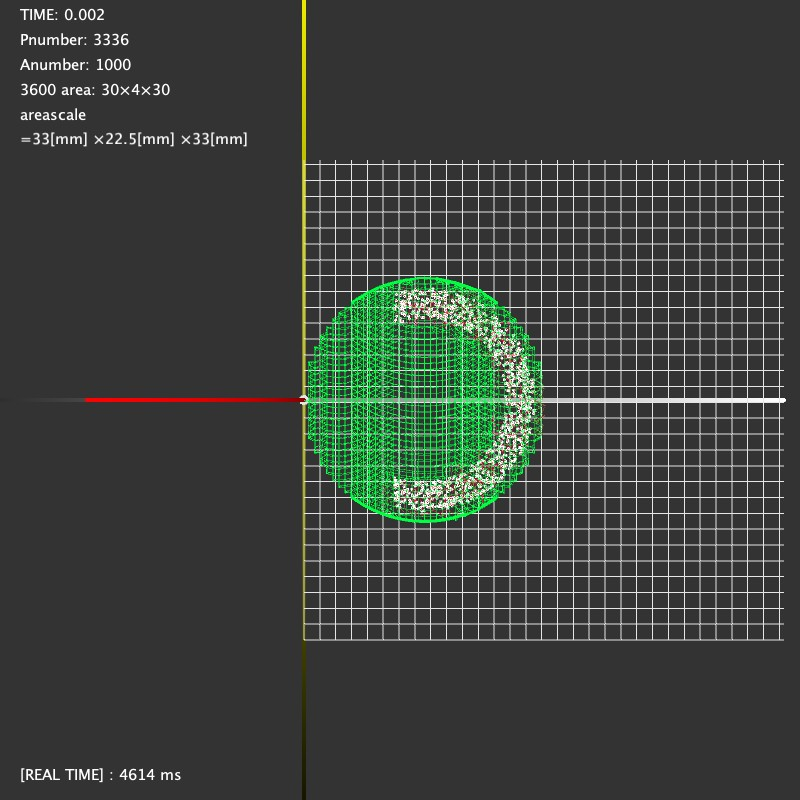 TIME: 0.002
Pnumber: 3336
Anumber: 1000
3600 area: 30×4×30
areascale
=33[mm] ×22.5[mm] ×33[mm]
[REAL TIME] : 4614 ms